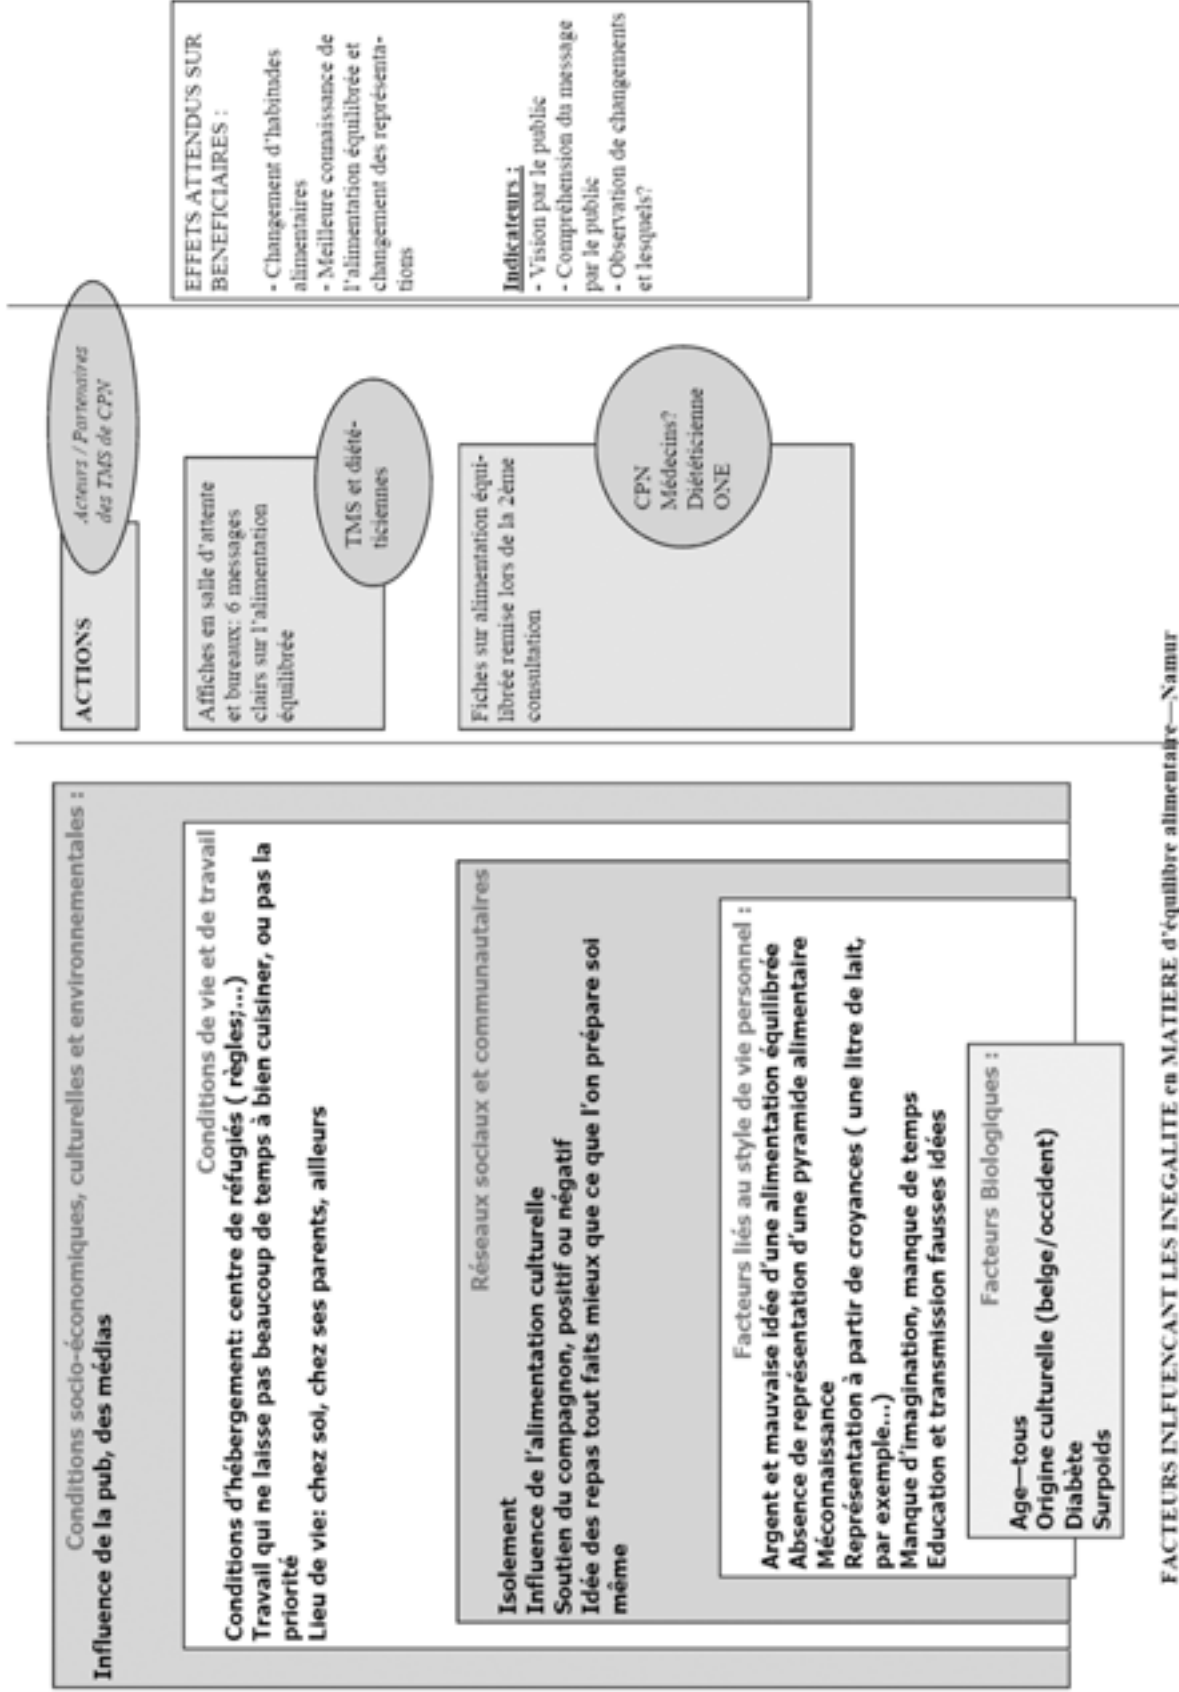 Conditions socio-économiques, culturelles et environnementales :
Influence de la pub, des médias
Conditions de vie et de travail
Conditions d'hébergement: centre de réfugiés ( règles;...)
Travail qui ne laisse pas beaucoup de temps à bien cuisiner, ou pas la
priorité
Lieu de vie: chez soi, chez ses parents, ailleurs
Réseaux sociaux et communautaires
Isolement
Influence de l'alimentation culturelle
Soutien du compagnon, positif ou négatif
Idée des repas tout faits mieux que ce que l'on prépare soi
même
Facteurs liés au style de vie personnel :
Argent et mauvaise idée d'une alimentation équilibrée
Absence de représentation d'une pyramide alimentaire
Méconnaissance
Représentation à partir de croyances ( une litre de lait,
par exemple...)
Manque d'imagination, manque de temps
Education et transmission fausses idées
Facteurs Biologiques :
Age—tous
Origine culturelle (belge/occident)
Diabète
Surpoids
ACTIONS
Acteurs / Partenaires
des TMS de CPN
Affiches en salle d'attente
et bureaux: 6 messages
clairs sur l'alimentation
équilibrée
TMS et diété-
ticiennes
Fiches sur alimentation équi-
librée remise lors de la 2ème
consultation
CPN
Médecins?
Diététicienne
ONE
EFFETS ATTENDUS SUR
BENEFICIAIRES :
- Changement d'habitudes
alimentaires
- Meilleure connaissance de
l'alimentation équilibrée et
changement des représenta-
tions
Indicateurs :
- Vision par le public
- Compréhension du message
par le public
- Observation de changements
et lesquels?
FACTEURS INLFUENCANT LES INEGALITE en MATIERE d'équilibre alimentaire—Namur